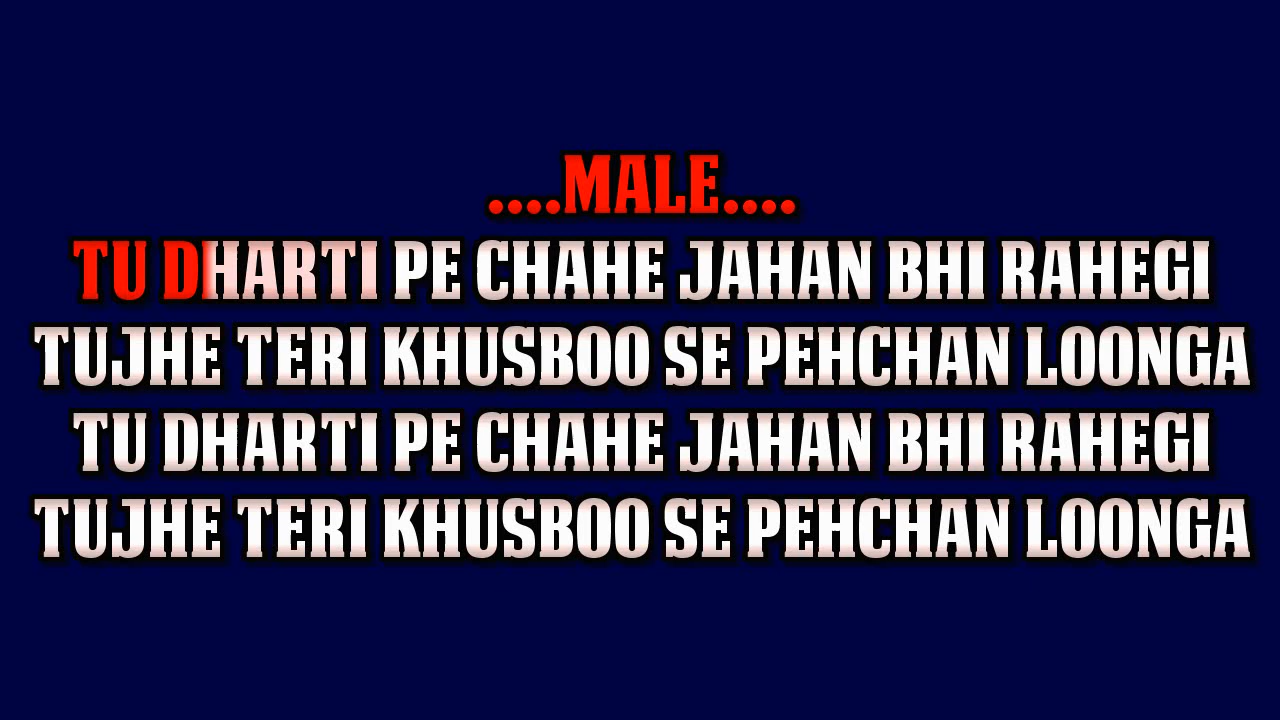 ....MALE....
TU DHARTI PE CHAHE JAHAN BHI RAHEGI
TUJHE TERI KHUSBOO SE PEHCHAN LOONGA
TU DHARTI PE CHAHE JAHAN BHI RAHEGI
TUJHE TERI KHUSBOO SE PEHCHAN LOONGA